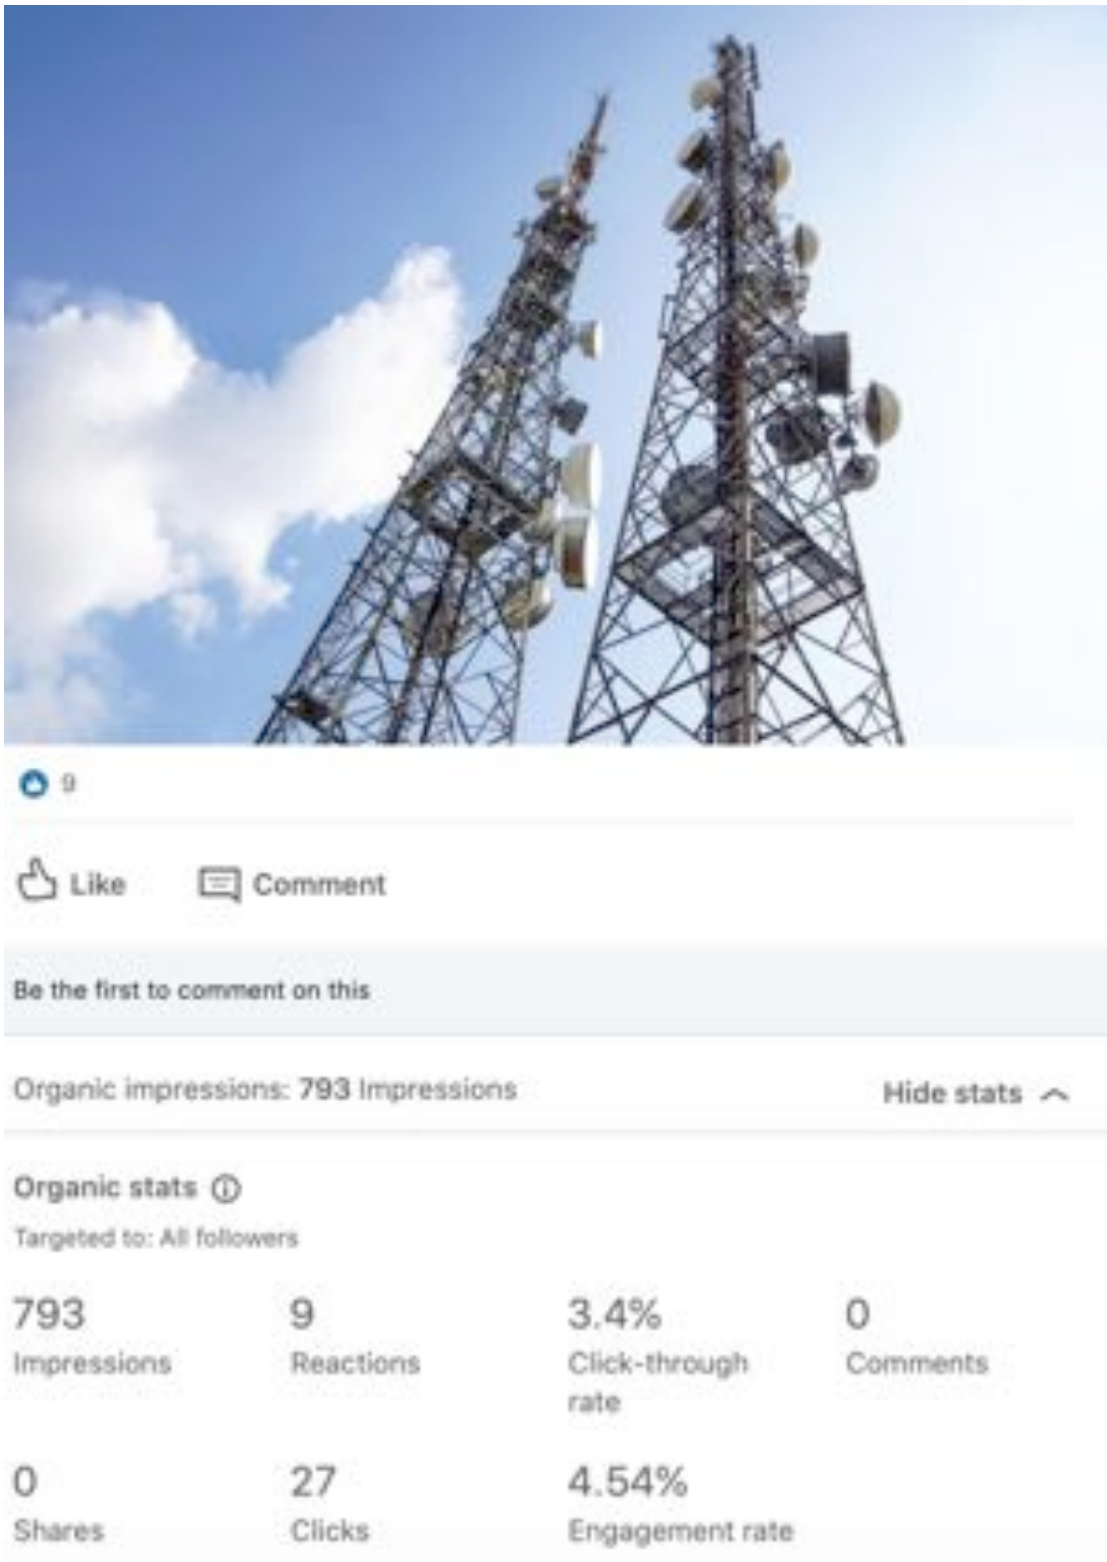 9
Like
Comment
Be the first to comment on this
Organic impressions: 793 Impressions
Hide stats
Organic stats
Targeted to: All followers
793
Impressions
9
Reactions
3.4%
Click-through
rate
0
Comments
0
Shares
27
Clicks
4.54%
Engagement rate